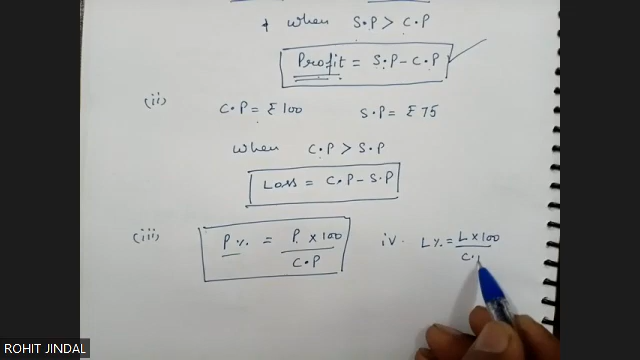 & when S.P > C.P
Profit = S.P - C.P
(ii) C.P = ₹100 S.P = ₹75
when C.P > S.P
Loss = C.P - S.P
(iii) P% = P × 100 / C.P iv. L% = L × 100 / C.
ROHIT JINDAL